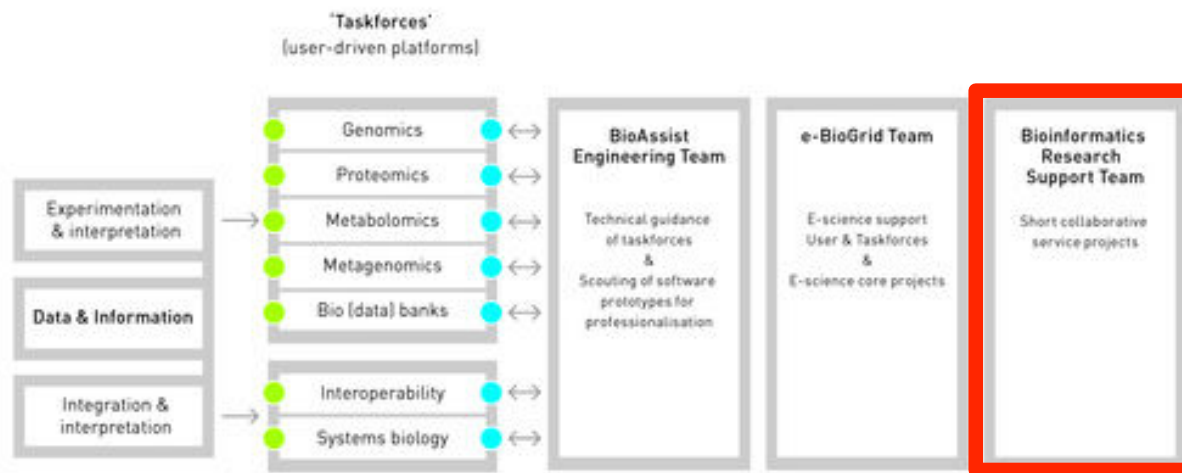 'Taskforces'
(user-driven platforms)
Experimentation
& interpretation
Data & Information
Integration &
interpretation
Genomics
Proteomics
Metabolomics
Metagenomics
Bio (data) banks
Interoperability
Systems biology
BioAssist
Engineering Team
Technical guidance
of taskforces
&
Scouting of software
prototypes for
professionalisation
e-BioGrid Team
E-science support
User & Taskforces
&
E-science core projects
Bioinformatics
Research
Support Team
Short collaborative
service projects